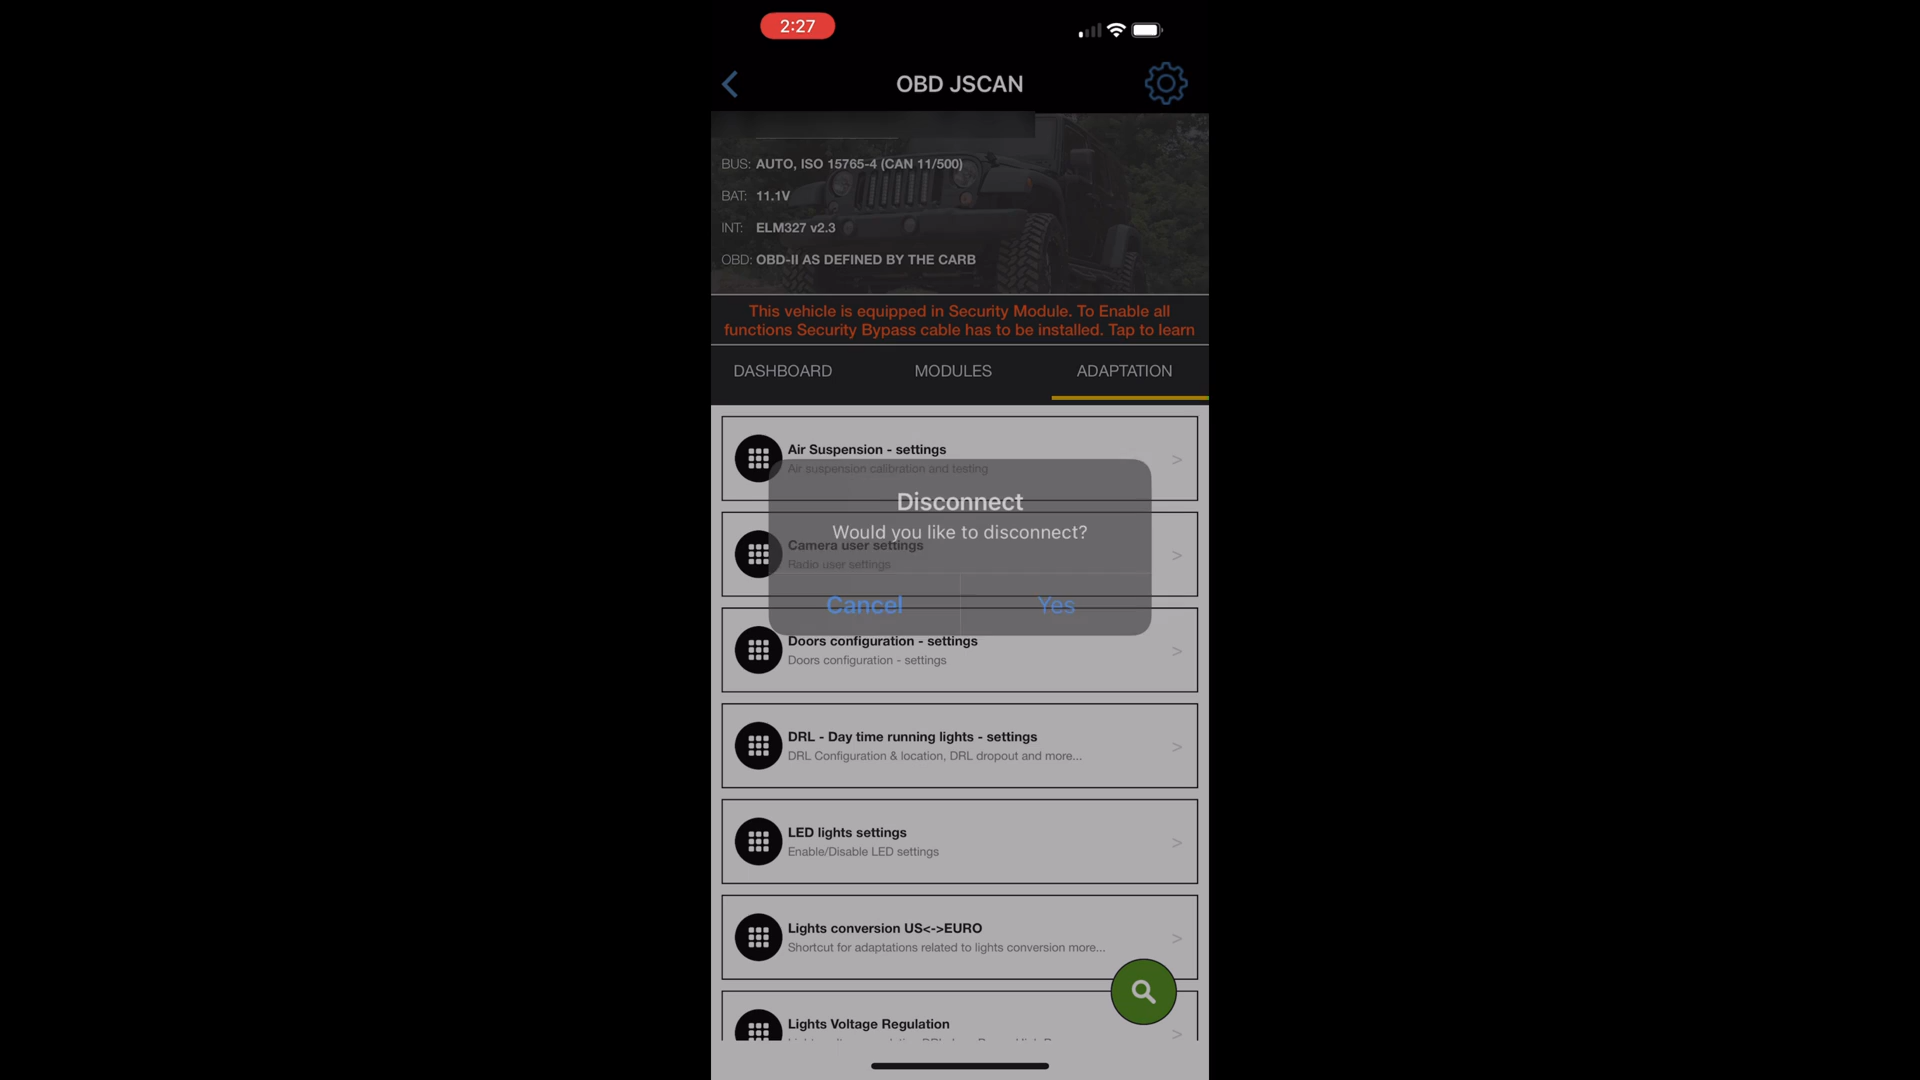 2:27
OBD JSCAN
BUS: AUTO, ISO 15765-4 (CAN 11/500)
BAT: 11.1V
INT: ELM327 v2.3
OBD: OBD-II AS DEFINED BY THE CARB
This vehicle is equipped in Security Module. To Enable all
functions Security Bypass cable has to be installed. Tap to learn
DASHBOARD MODULES ADAPTATION
Air Suspension - settings
Air suspension calibration and testing
Disconnect
Would you like to disconnect?
Cancel Yes
Camera user settings
Radio user settings
Doors configuration - settings
Doors configuration - settings
DRL - Day time running lights - settings
DRL Configuration & location, DRL dropout and more...
LED lights settings
Enable/Disable LED settings
Lights conversion US<->EURO
Shortcut for adaptations related to lights conversion more...
Lights Voltage Regulation